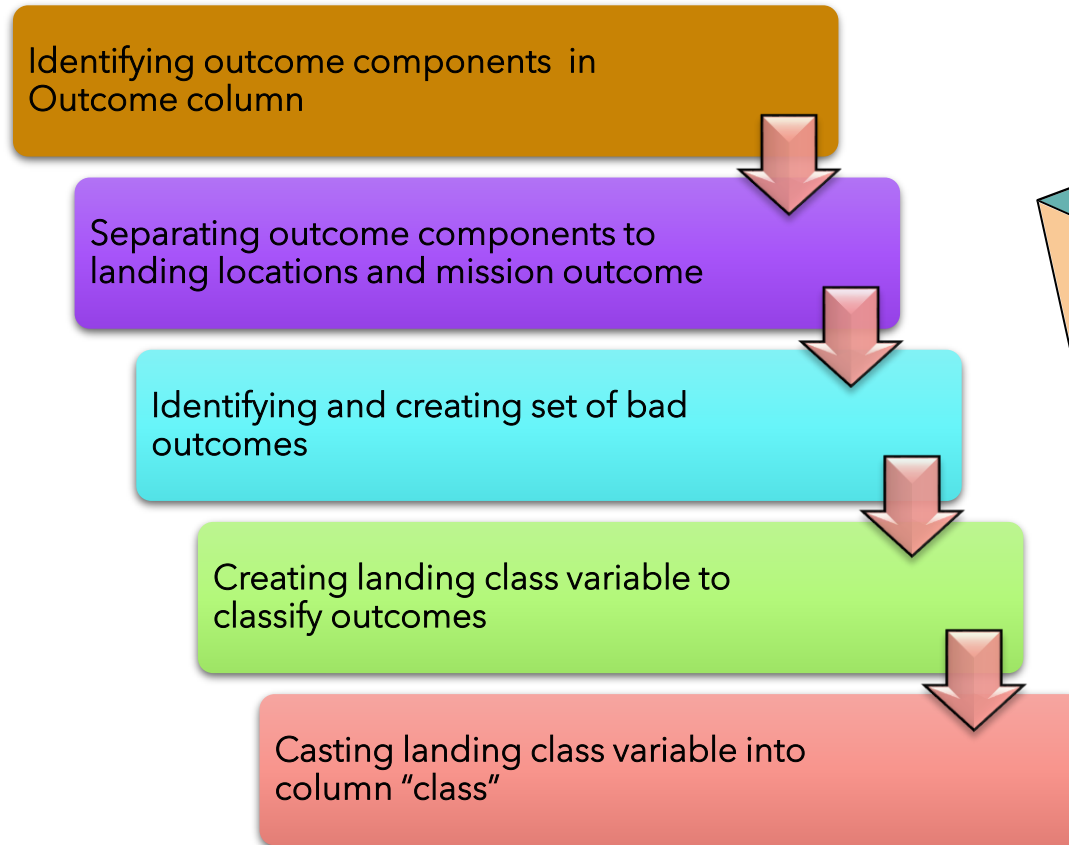 Identifying outcome components  in
Outcome column
Separating outcome components to
landing locations and mission outcome
Identifying and creating set of bad
outcomes
Creating landing class variable to
classify outcomes
Casting landing class variable into
column “class”